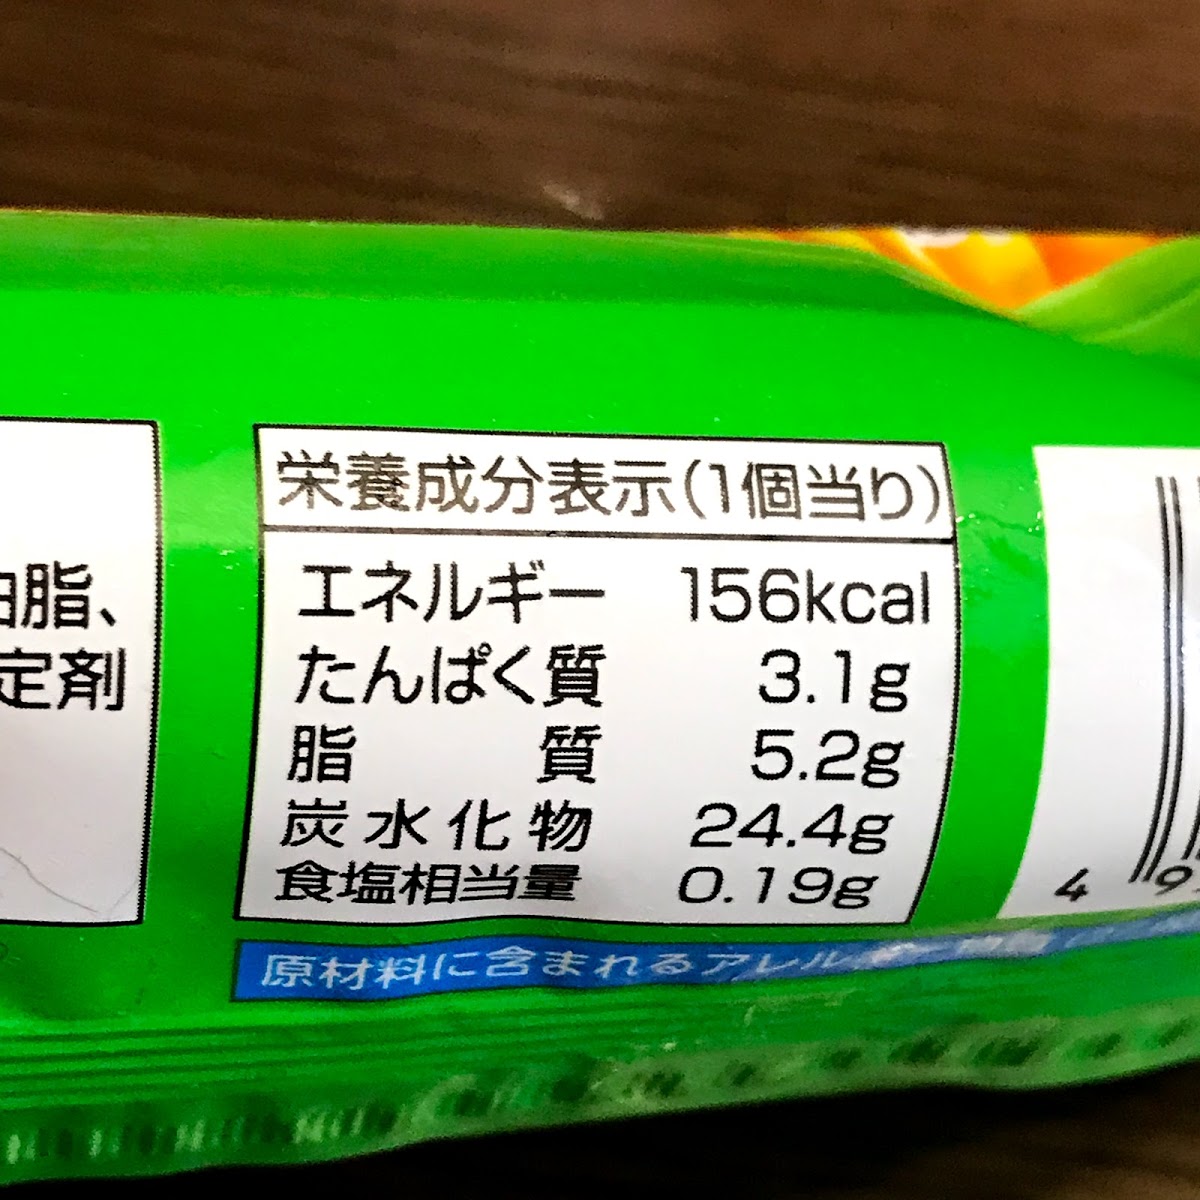 脂、
定剤
栄養成分表示(1個当り)
エネルギー 156kcal
たんぱく質 3.1g
脂質 5.2g
炭水化物 24.4g
食塩相当量 0.19g
原材料に含まれるアレル
4 9